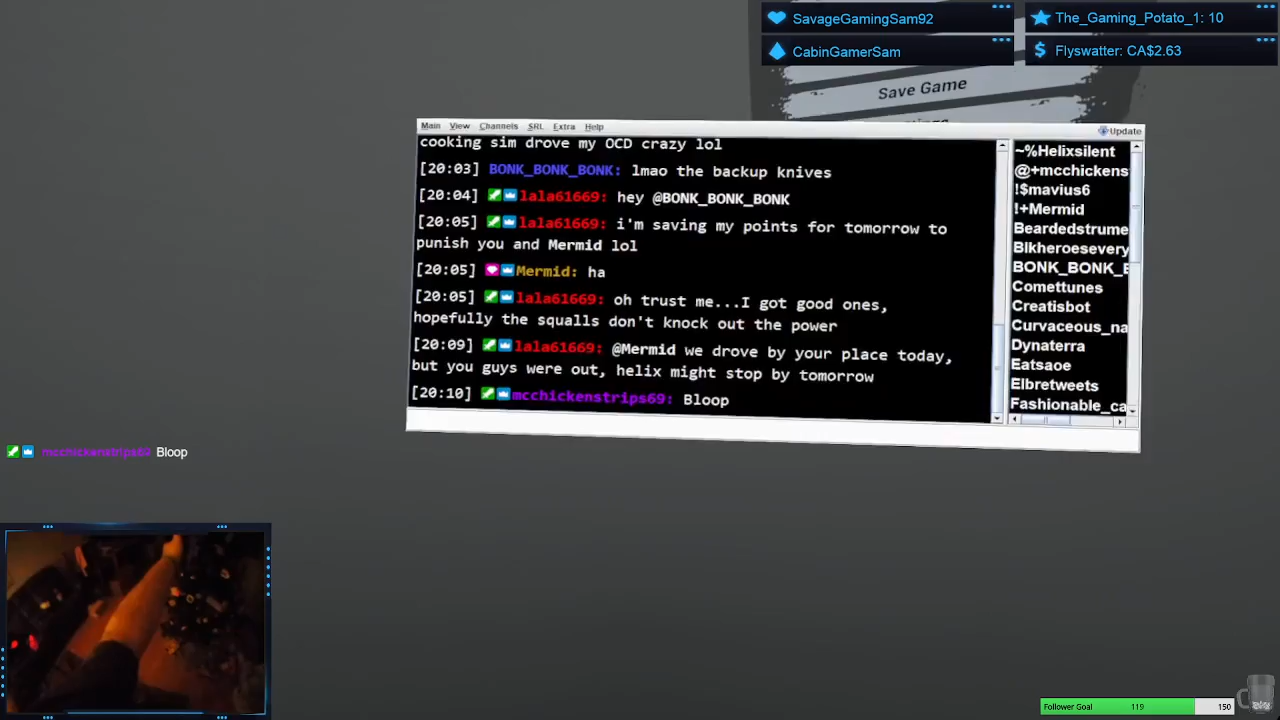 SavageGamingSam92
The_Gaming_Potato_1: 10
CabinGamerSam
Flyswatter: CA$2.63
Save Game
Main View Channels SRL Extra Help
Update
cooking sim drove my OCD crazy lol
[20:03] BONK_BONK_BONK: lmao the backup knives
[20:04] lala61669: hey @BONK_BONK_BONK
[20:05] lala61669: i'm saving my points for tomorrow to
punish you and Mermid lol
[20:05] Mermid: ha
[20:05] lala61669: oh trust me...I got good ones,
hopefully the squalls don't knock out the power
[20:09] lala61669: @Mermid we drove by your place today,
but you guys were out, helix might stop by tomorrow
[20:10] mcchickenstrips69: Bloop
~%Helixsilent
@+mcchickens
!$mavius6
!+Mermid
Beardedstrume
Blkheroesevery
BONK_BONK_B
Comettunes
Creatisbot
Curvaceous_na
Dynaterra
Eatsaoe
Elbretweets
Fashionable_ca
mcchickenstrips69 Bloop
Follower Goal 119 150